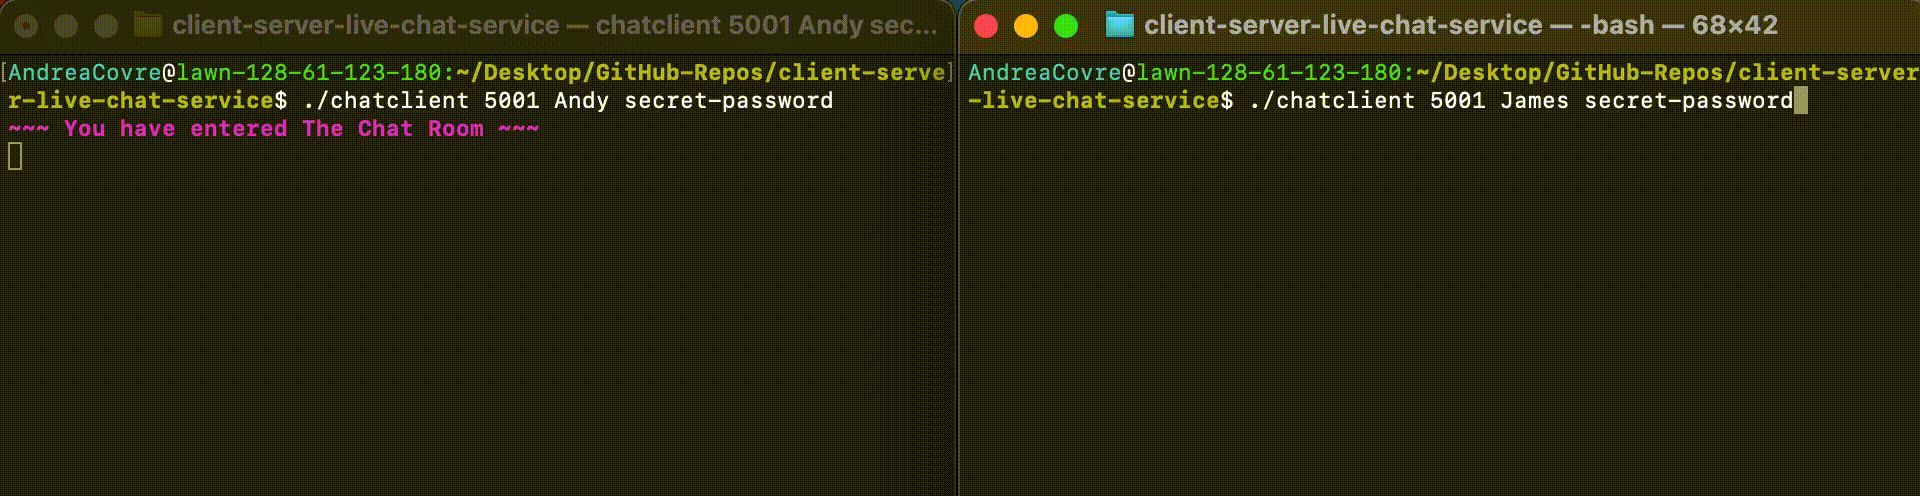 client-server-live-chat-service — chatclient 5001 Andy sec...
[AndreaCovre@lawn-128-61-123-180:~/Desktop/GitHub-Repos/client-serve]
r-live-chat-service$ ./chatclient 5001 Andy secret-password
~~~ You have entered The Chat Room ~~~
client-server-live-chat-service — -bash — 68×42
AndreaCovre@lawn-128-61-123-180:~/Desktop/GitHub-Repos/client-server
-live-chat-service$ ./chatclient 5001 James secret-password